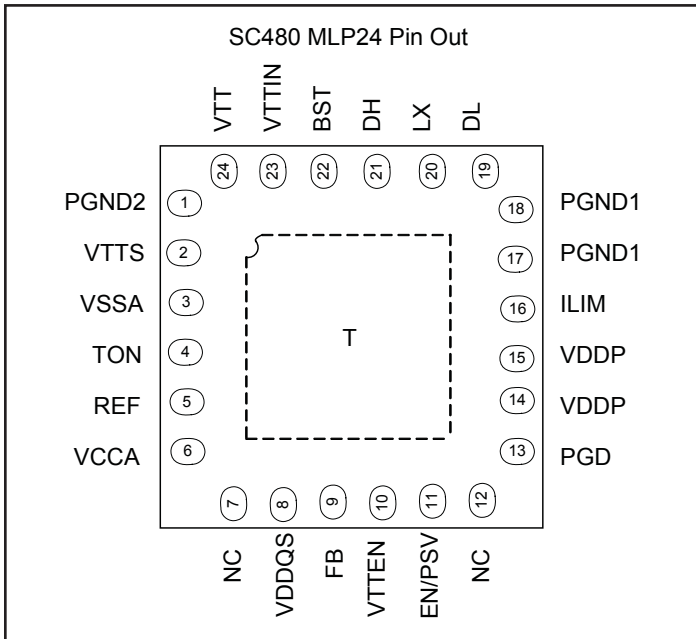 SC480 MLP24 Pin Out
VTT
VTTIN
BST
DH
LX
DL
24
23
22
21
20
19
PGND2
1
VTTS
2
VSSA
3
TON
4
REF
5
VCCA
6
T
18
PGND1
17
PGND1
16
ILIM
15
VDDP
14
VDDP
13
PGD
7
8
9
10
11
12
NC
VDDQS
FB
VTTEN
EN/PSV
NC